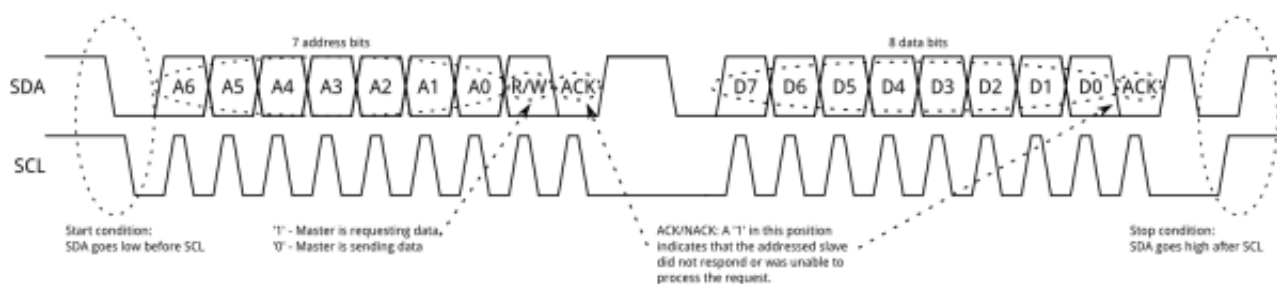 7 address bits
8 data bits
SDA A6 A5 A4 A3 A2 A1 A0 R/W ACK D7 D6 D5 D4 D3 D2 D1 D0 ACK
SCL
Start condition:
SDA goes low before SCL
'1' - Master is requesting data,
'0' - Master is sending data
ACK/NACK: A '1' in this position
indicates that the addressed slave
did not respond or was unable to
process the request.
Stop condition:
SDA goes high after SCL